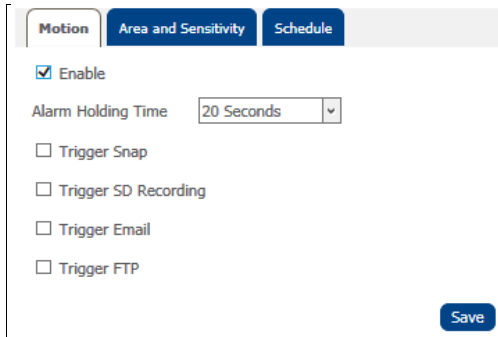 Motion Area and Sensitivity Schedule
Enable
Alarm Holding Time 20 Seconds
Trigger Snap
Trigger SD Recording
Trigger Email
Trigger FTP
Save